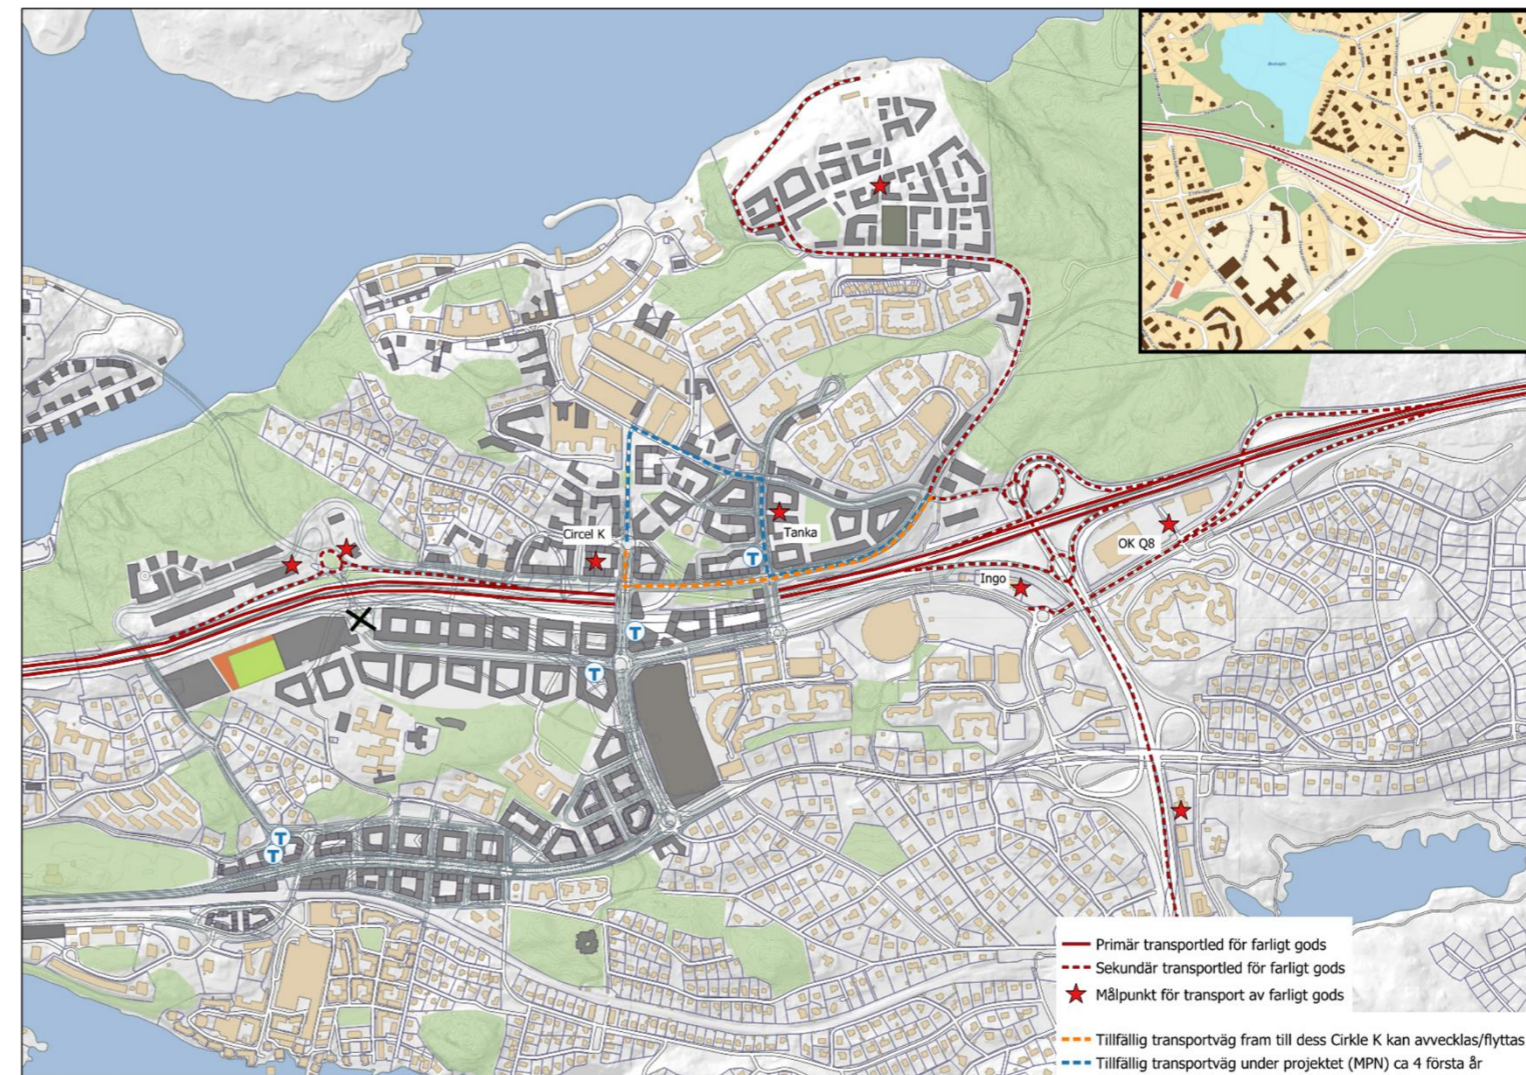 Circel K
T
Tanka
OK Q8
Ingo
T
T
T
T
Primär transportled för farligt gods
Sekundär transportled för farligt gods
Målpunkt för transport av farligt gods
Tillfällig transportväg fram till dess Cirkle K kan avvecklas/flyttas
Tillfällig transportväg under projektet (MPN) ca 4 första år